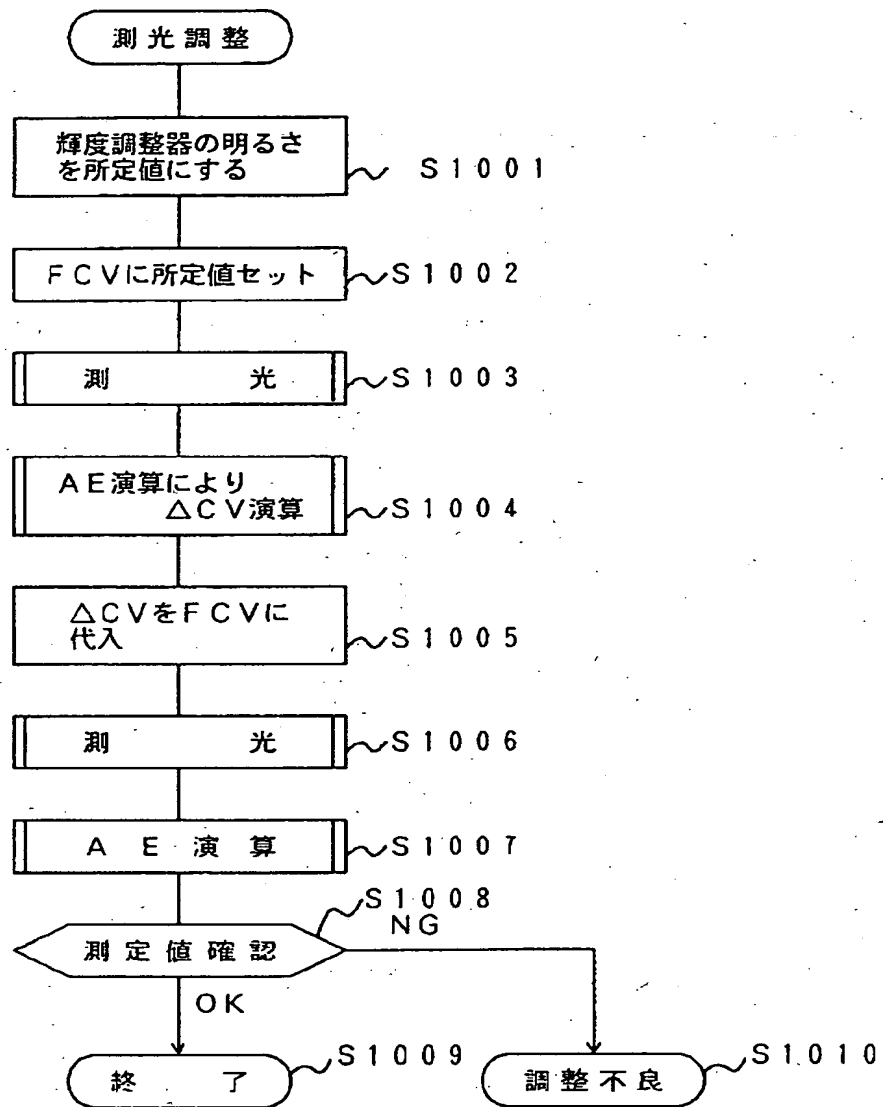 測光調整
輝度調整器の明るさ
を所定値にする
S1001
FCVに所定値セット
S1002
測光
S1003
AE演算により
△CV演算
S1004
△CVをFCVに
代入
S1005
測光
S1006
AE演算
S1007
S1008
NG
測定値確認
OK
終了
S1009
調整不良
S1010